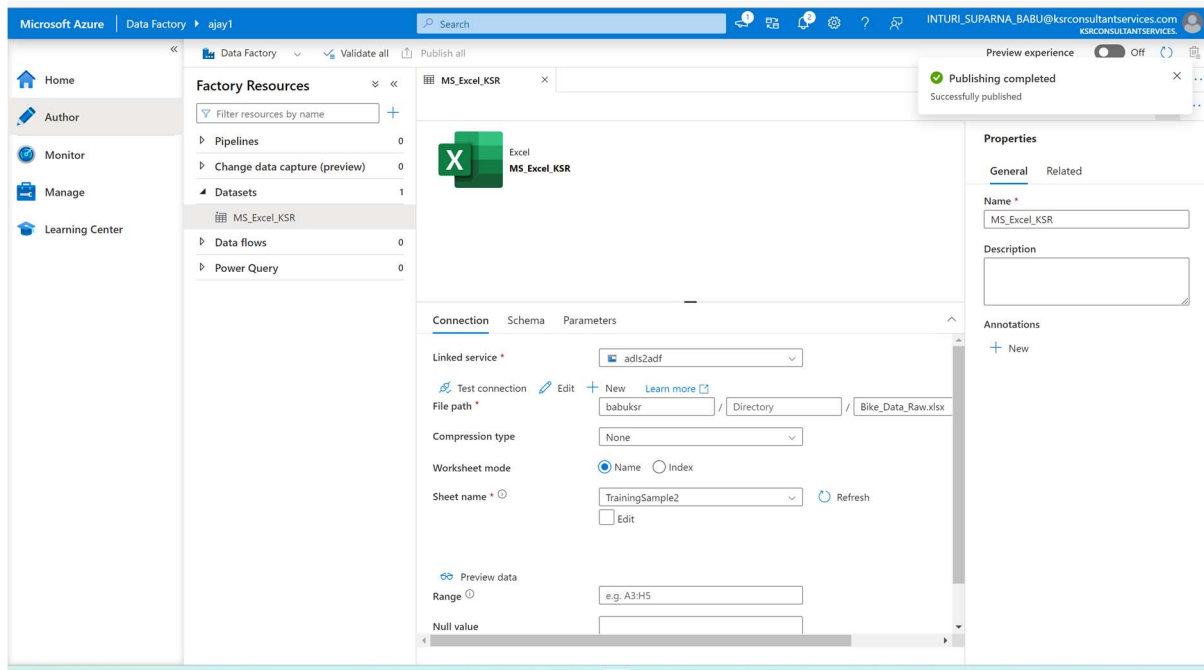 Microsoft Azure | Data Factory ▸ ajay1
Search
1
2
INTURI_SUPARNA_BABU@ksrconsultantservices.com
KSRCONSULTANTSERVICES.
«
Home
Author
Monitor
Manage
Learning Center
Data Factory
Validate all
Publish all
Preview experience
Off
Publishing completed
Successfully published
Factory Resources
«
Filter resources by name
Pipelines 0
Change data capture (preview) 0
Datasets 1
MS_Excel_KSR
Data flows 0
Power Query 0
MS_Excel_KSR
X
Excel
MS_Excel_KSR
Connection Schema Parameters
Linked service * adls2adf
Test connection Edit New Learn more
File path * babuksr / Directory / Bike_Data_Raw.xlsx
Compression type None
Worksheet mode Name Index
Sheet name * TrainingSample2 Refresh
Edit
Preview data
Range e.g. A3:H5
Null value
Properties
General Related
Name *
MS_Excel_KSR
Description
Annotations
New